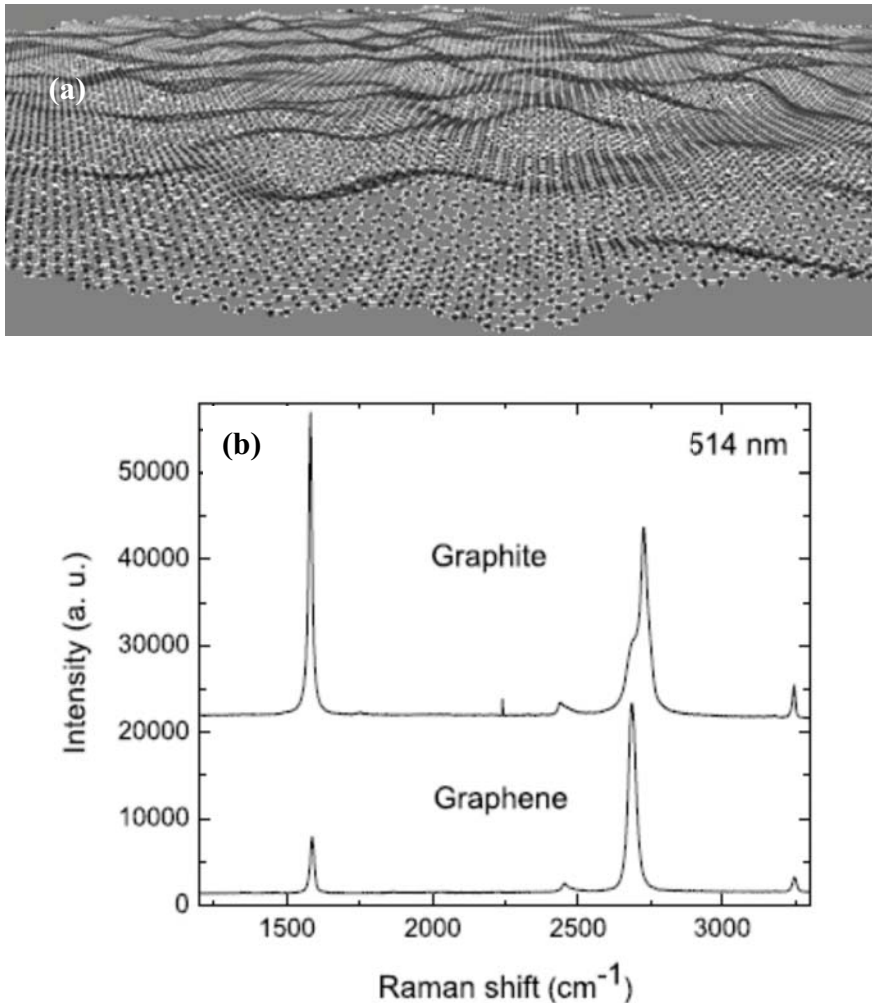 (a)
(b)
514 nm
Graphite
Graphene
Intensity (a. u.)
50000
40000
30000
20000
10000
0
1500
2000
2500
3000
Raman shift (cm⁻¹)